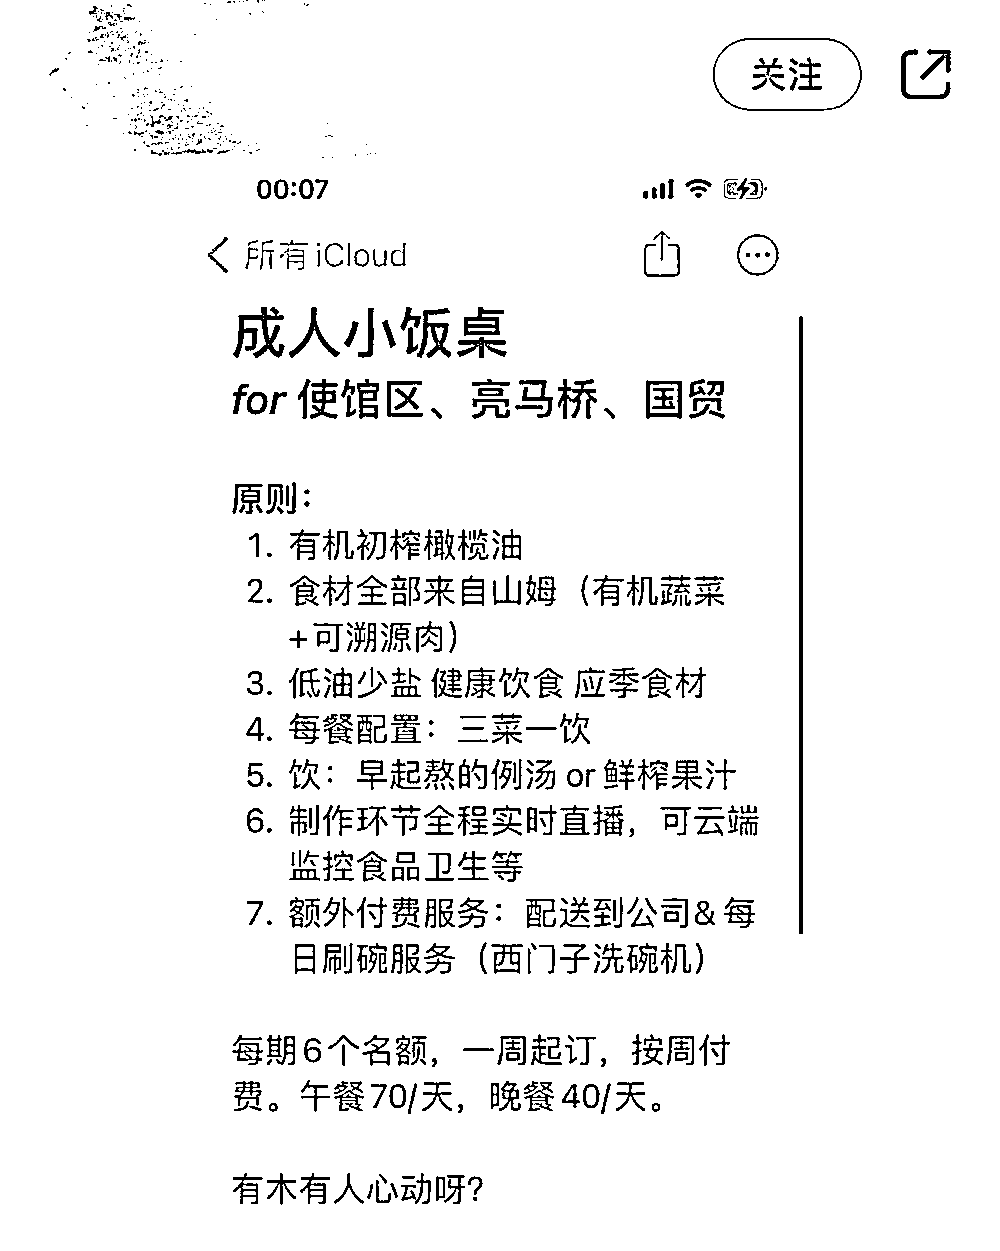 关注
00:07
所有 iCloud
成人小饭桌
for 使馆区、亮马桥、国贸
原则：
1. 有机初榨橄榄油
2. 食材全部来自山姆（有机蔬菜
+可溯源肉）
3. 低油少盐 健康饮食 应季食材
4. 每餐配置：三菜一饮
5. 饮：早起熬的例汤 or 鲜榨果汁
6. 制作环节全程实时直播，可云端
监控食品卫生等
7. 额外付费服务：配送到公司& 每
日刷碗服务（西门子洗碗机）
每期6个名额，一周起订，按周付
费。午餐70/天，晚餐40/天。
有木有人心动呀？